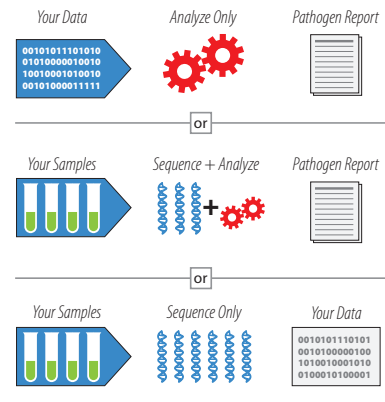 Your Data Analyze Only Pathogen Report
00101011101010
01010000010010
10010001010010
00101000011111
or
Your Samples Sequence + Analyze Pathogen Report
+
or
Your Samples Sequence Only Your Data
0010101110101
0010100000100
1010010001010
0100010100001